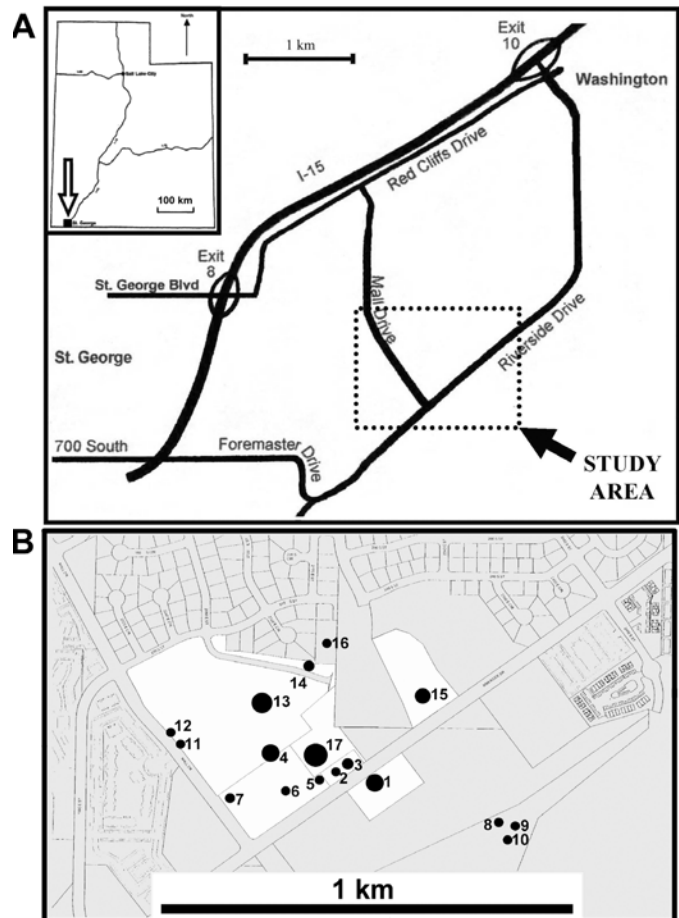 A
North
Salt Lake City
St. George
100 km
1 km
Exit
10
Washington
I-15
Red Cliffs Drive
Exit
8
St. George Blvd
Mall Drive
Riverside Drive
St. George
700 South
Foremaster Drive
STUDY
AREA
B
16
14
15
13
12
11
17
4
3
2
5
1
6
7
8
9
10
1 km